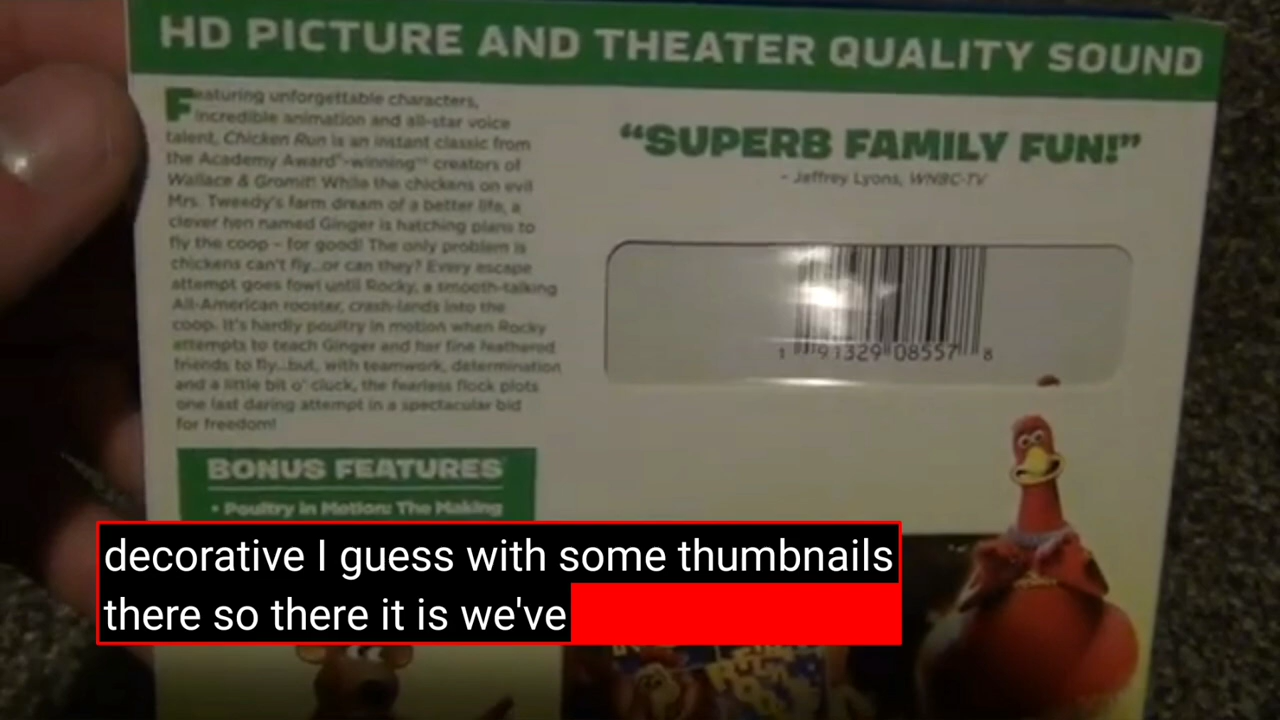 HD PICTURE AND THEATER QUALITY SOUND
Featuring unforgettable characters,
incredible animation and all-star voice
talent, Chicken Run is an instant classic from
the Academy Award®-winning™ creators of
Wallace & Gromit! While the chickens on evil
Mrs. Tweedy's farm dream of a better life, a
clever hen named Ginger is hatching plans to
fly the coop – for good! The only problem is
chickens can't fly...or can they? Every escape
attempt goes fowl until Rocky, a smooth-talking
All-American rooster, crash-lands into the
coop. It's hardly poultry in motion when Rocky
attempts to teach Ginger and her fine feathered
friends to fly...but, with teamwork, determination
and a little bit o' cluck, the fearless flock plots
one last daring attempt in a spectacular bid
for freedom!
"SUPERB FAMILY FUN!"
- Jeffrey Lyons, WNBC-TV
1 91329 08557 8
BONUS FEATURES
• Poultry in Motion: The Making
decorative I guess with some thumbnails
there so there it is we've